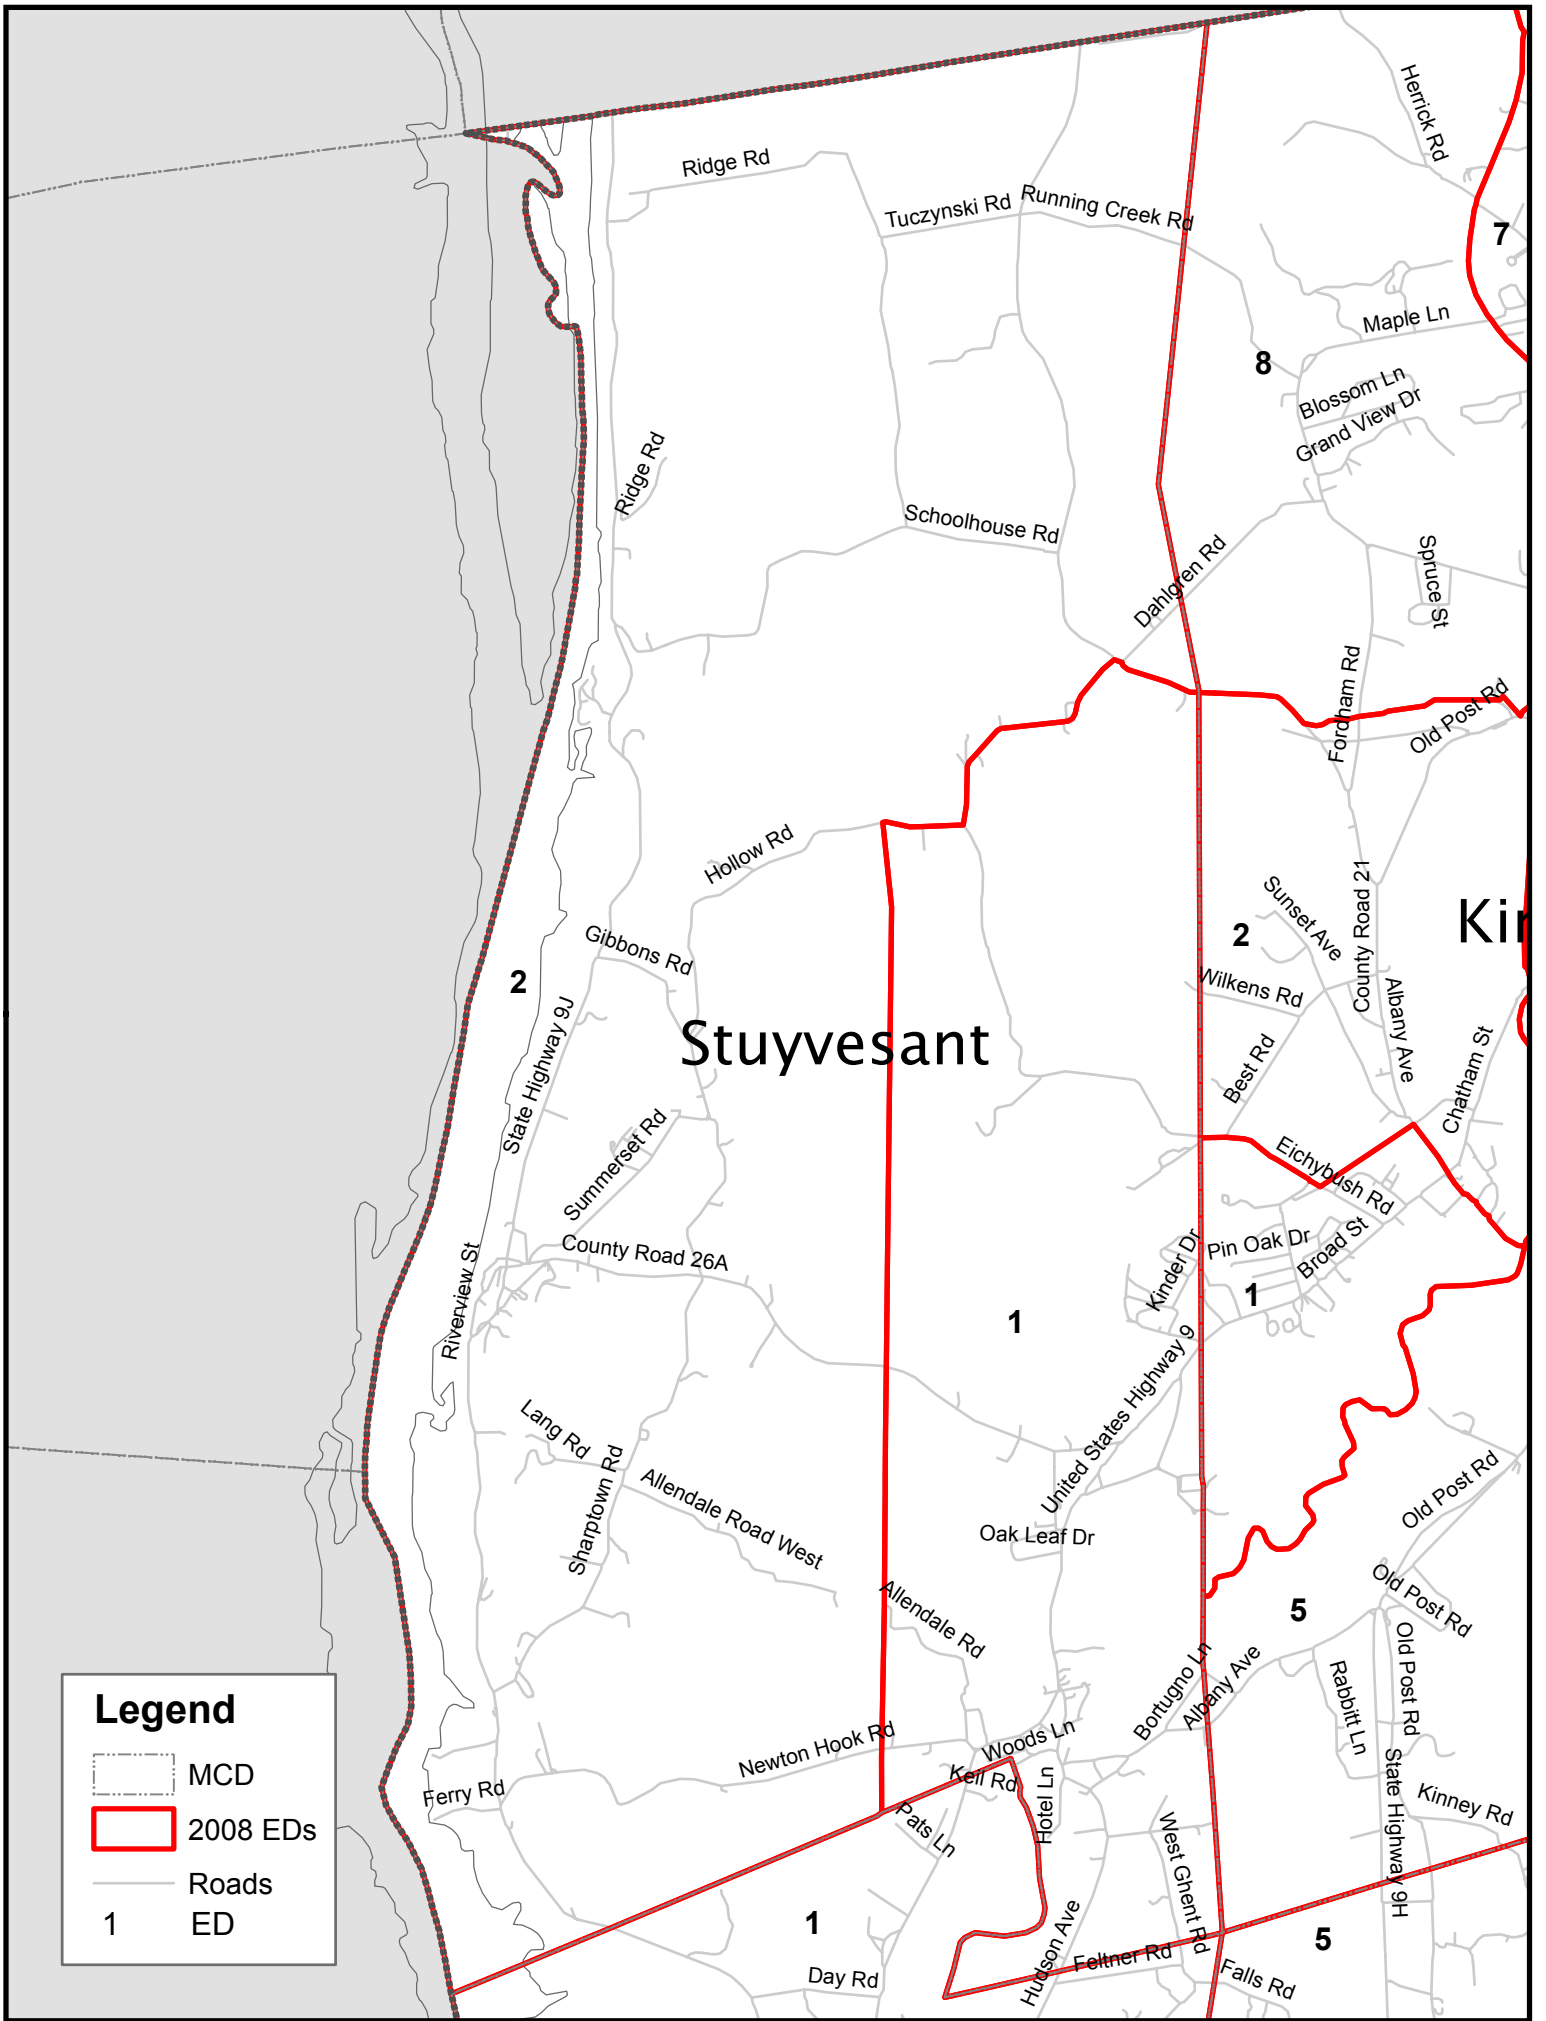 Herrick Rd
Ridge Rd
Tuczynski Rd
Running Creek Rd
7
Maple Ln
8
Blossom Ln
Grand View Dr
Ridge Rd
Schoolhouse Rd
Dahlgren Rd
Spruce St
Fordham Rd
Old Post Rd
Hollow Rd
County Road 21
Sunset Ave
Kin
2
Gibbons Rd
Wilkens Rd
2
State Highway 9J
Albany Ave
Stuyvesant
Best Rd
Chatham St
Summerset Rd
Eichybush Rd
County Road 26A
Pin Oak Dr
Broad St
Kinder Dr
Riverview St
1
1
United States Highway 9
Lang Rd
Sharptown Rd
Allendale Road West
Old Post Rd
Oak Leaf Dr
Allendale Rd
Old Post Rd
5
Old Post Rd
Bortugno Ln
Albany Ave
Rabbitt Ln
Legend
MCD
2008 EDs
Roads
1 ED
Newton Hook Rd
Woods Ln
Keil Rd
Hotel Ln
State Highway 9H
Kinney Rd
Ferry Rd
Pats Ln
West Ghent Rd
1
Hudson Ave
5
Feltner Rd
Day Rd
Falls Rd